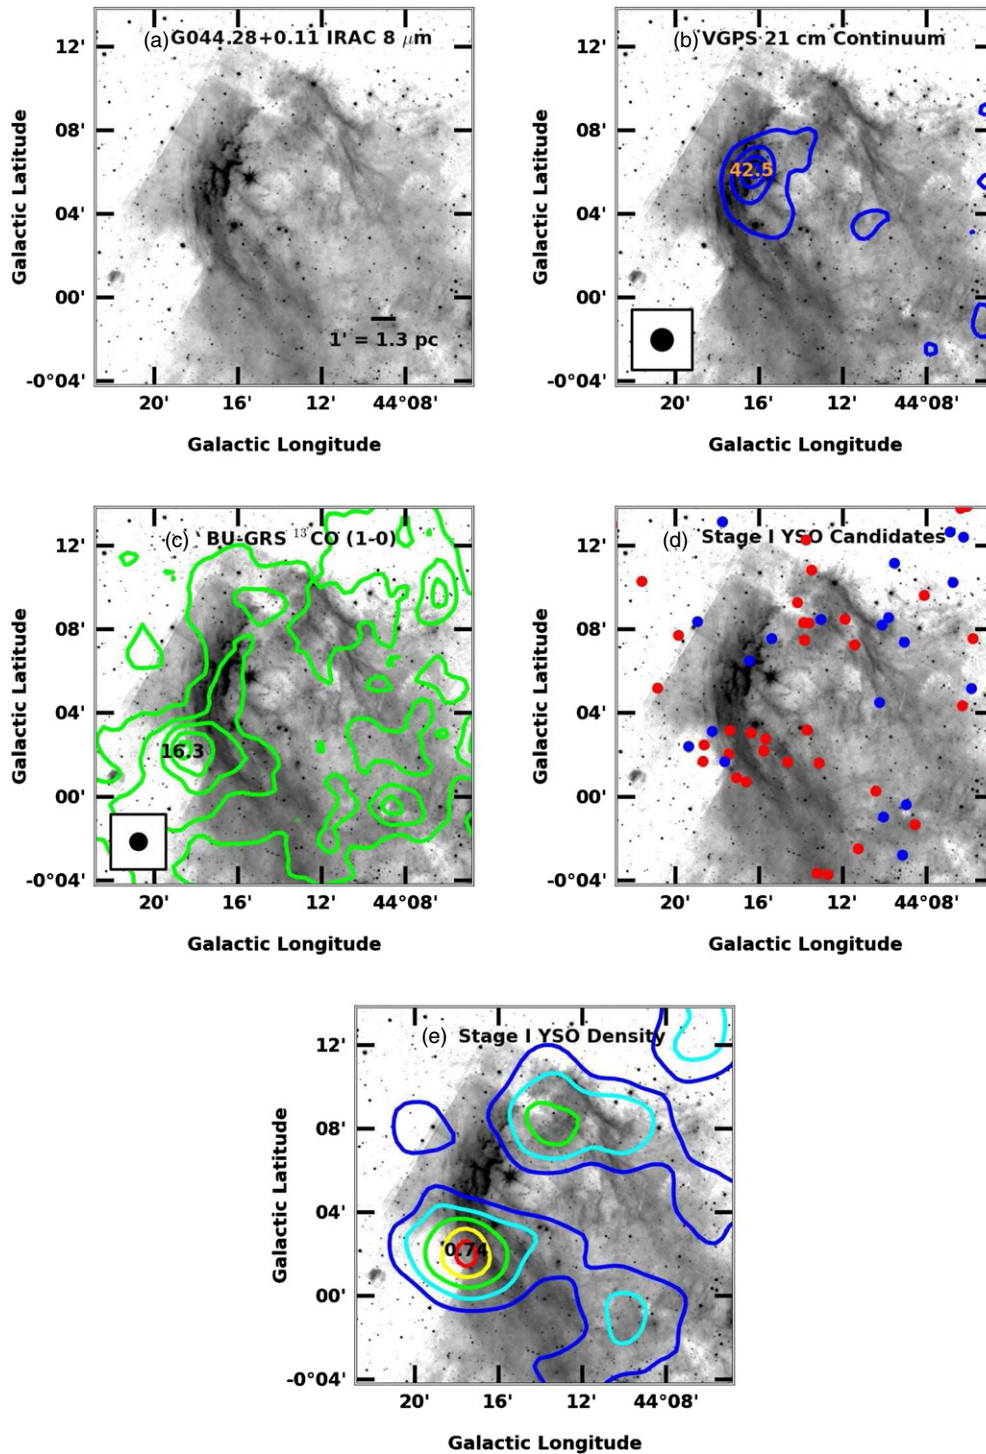 (a) G044.28+0.11 IRAC 8 μm
12'
08'
04'
00'
-0°04'
20' 16' 12' 44°08'
1' = 1.3 pc
Galactic Latitude
Galactic Longitude
(b) VGPS 21 cm Continuum
12'
08'
04'
00'
-0°04'
20' 16' 12' 44°08'
42.5
Galactic Latitude
Galactic Longitude
(c) BU-GRS ¹³CO (1-0)
12'
08'
04'
00'
-0°04'
20' 16' 12' 44°08'
16.3
Galactic Latitude
Galactic Longitude
(d) Stage I YSO Candidates
12'
08'
04'
00'
-0°04'
20' 16' 12' 44°08'
Galactic Latitude
Galactic Longitude
(e) Stage I YSO Density
12'
08'
04'
00'
-0°04'
20' 16' 12' 44°08'
0.74
Galactic Latitude
Galactic Longitude